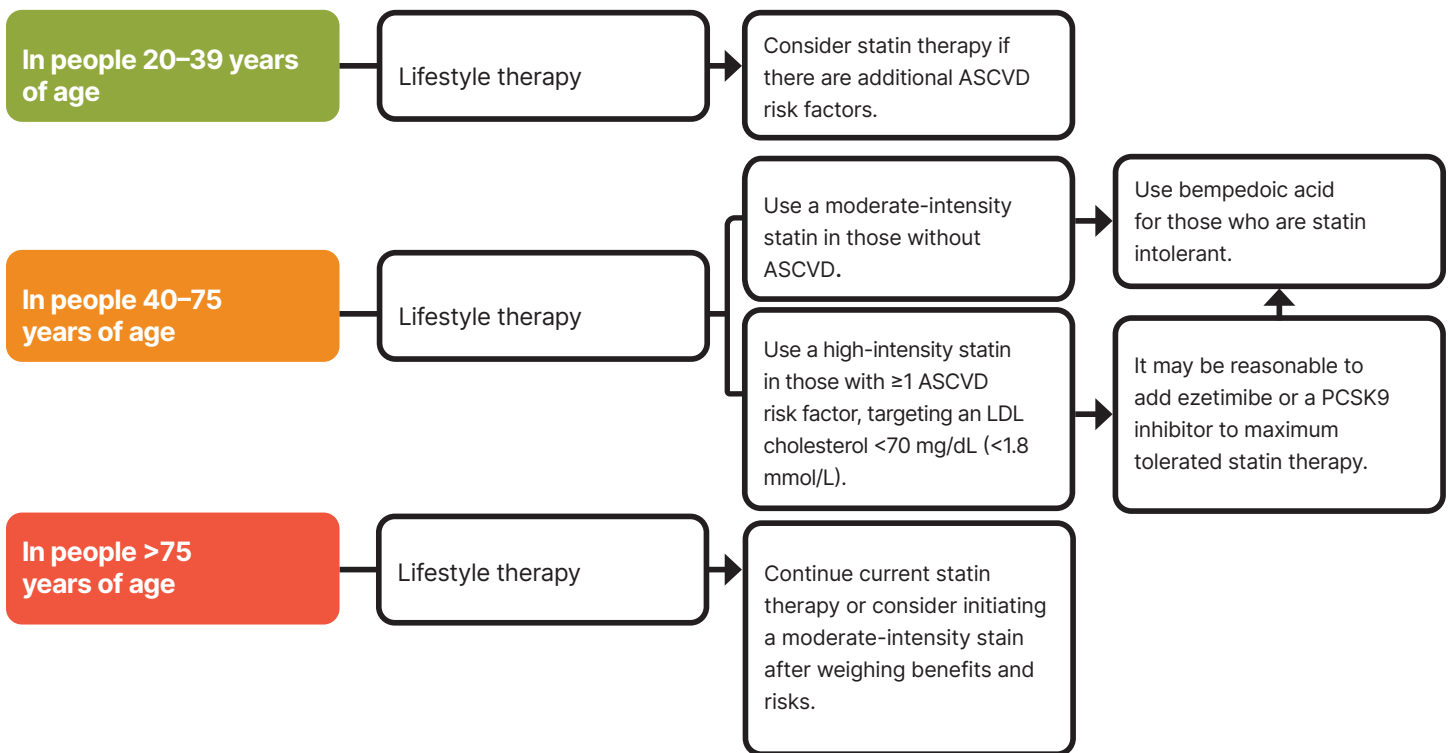 In people 20–39 years
of age
Lifestyle therapy
Consider statin therapy if
there are additional ASCVD
risk factors.
In people 40–75
years of age
Lifestyle therapy
Use a moderate-intensity
statin in those without
ASCVD.
Use bempedoic acid
for those who are statin
intolerant.
Use a high-intensity statin
in those with ≥1 ASCVD
risk factor, targeting an LDL
cholesterol <70 mg/dL (<1.8
mmol/L).
It may be reasonable to
add ezetimibe or a PCSK9
inhibitor to maximum
tolerated statin therapy.
In people >75
years of age
Lifestyle therapy
Continue current statin
therapy or consider initiating
a moderate-intensity stain
after weighing benefits and
risks.